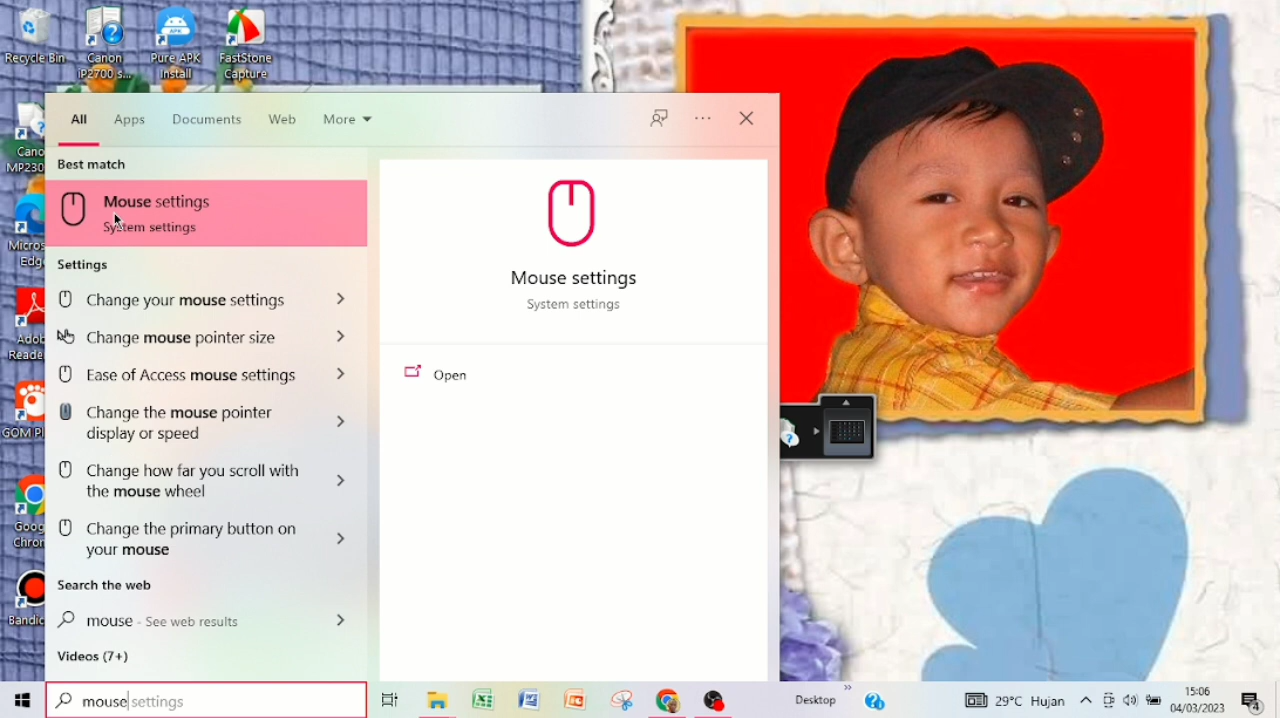 Recycle Bin
Canon
iP2700 s...
Pure APK
Install
FastStone
Capture
All
Apps
Documents
Web
More
Best match
Mouse settings
System settings
Settings
Change your mouse settings
Change mouse pointer size
Ease of Access mouse settings
Change the mouse pointer
display or speed
Change how far you scroll with
the mouse wheel
Change the primary button on
your mouse
Search the web
mouse - See web results
Videos (7+)
Mouse settings
System settings
Open
mouse settings
Desktop
29°C Hujan
15:06
04/03/2023
4